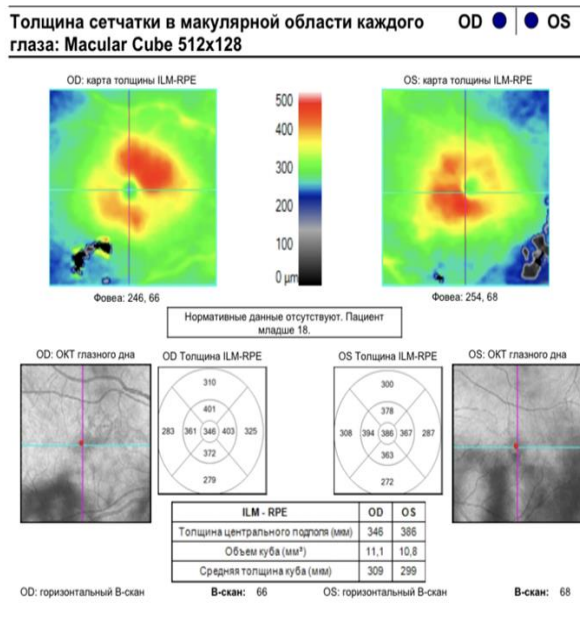 Толщина сетчатки в макулярной области каждого
глаза: Macular Cube 512x128
OD OS
OD: карта толщины ILM-RPE
OS: карта толщины ILM-RPE
500
400
300
200
100
0 µm
Фовеа: 246, 66
Фовеа: 254, 68
Нормативные данные отсутствуют. Пациент
младше 18.
OD: ОКТ глазного дна
OD Толщина ILM-RPE
OS Толщина ILM-RPE
OS: ОКТ глазного дна
310
401
283 361 346 403 325
372
279
300
378
308 394 386 367 287
363
272
ILM - RPE OD OS
Толщина центрального подполя (мкм) 346 386
Объем куба (мм³) 11,1 10,8
Средняя толщина куба (мкм) 309 299
OD: горизонтальный B-скан
В-скан: 66
OS: горизонтальный B-скан
В-скан: 68